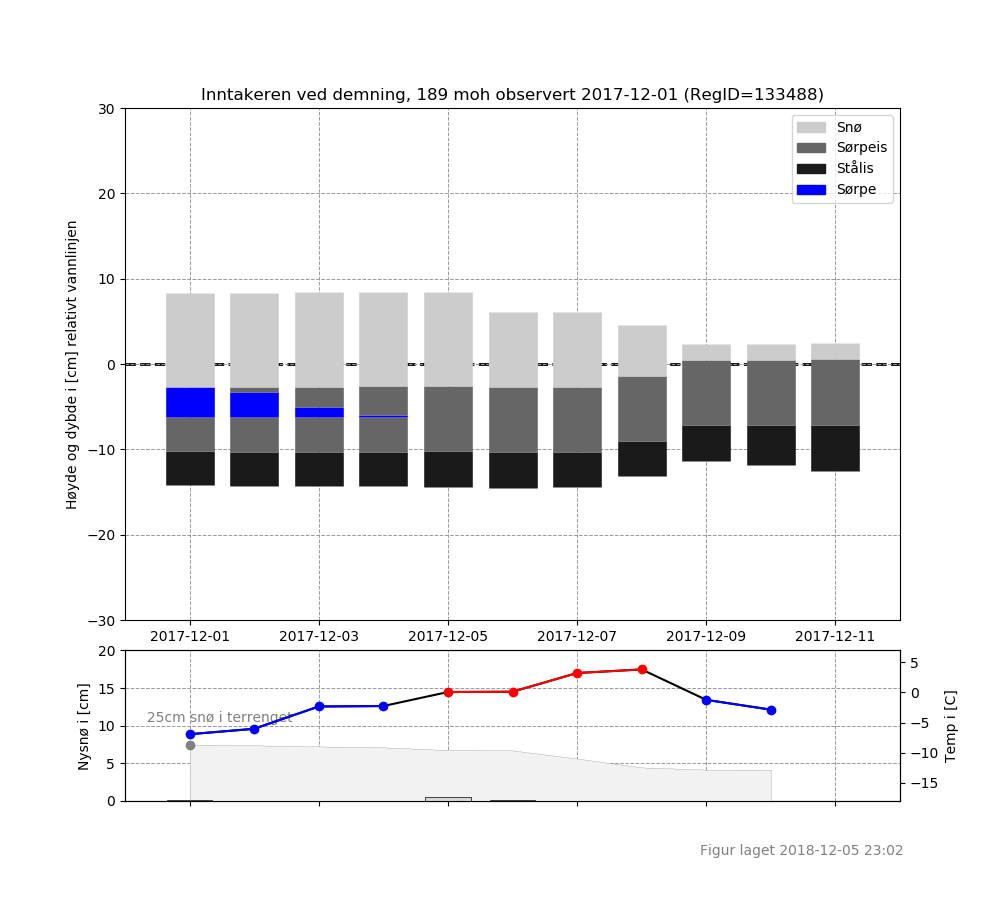 Inntakeren ved demning, 189 moh observert 2017-12-01 (RegID=133488)
Høyde og dybde i [cm] relativt vannlinjen
30
20
10
0
−10
−20
−30
Snø
Sørpeis
Stålis
Sørpe
2017-12-01 2017-12-03 2017-12-05 2017-12-07 2017-12-09 2017-12-11
Nysnø i [cm]
20
15
10
5
0
25cm snø i terrenget
5
0
−5
−10
−15
Temp i [C]
Figur laget 2018-12-05 23:02